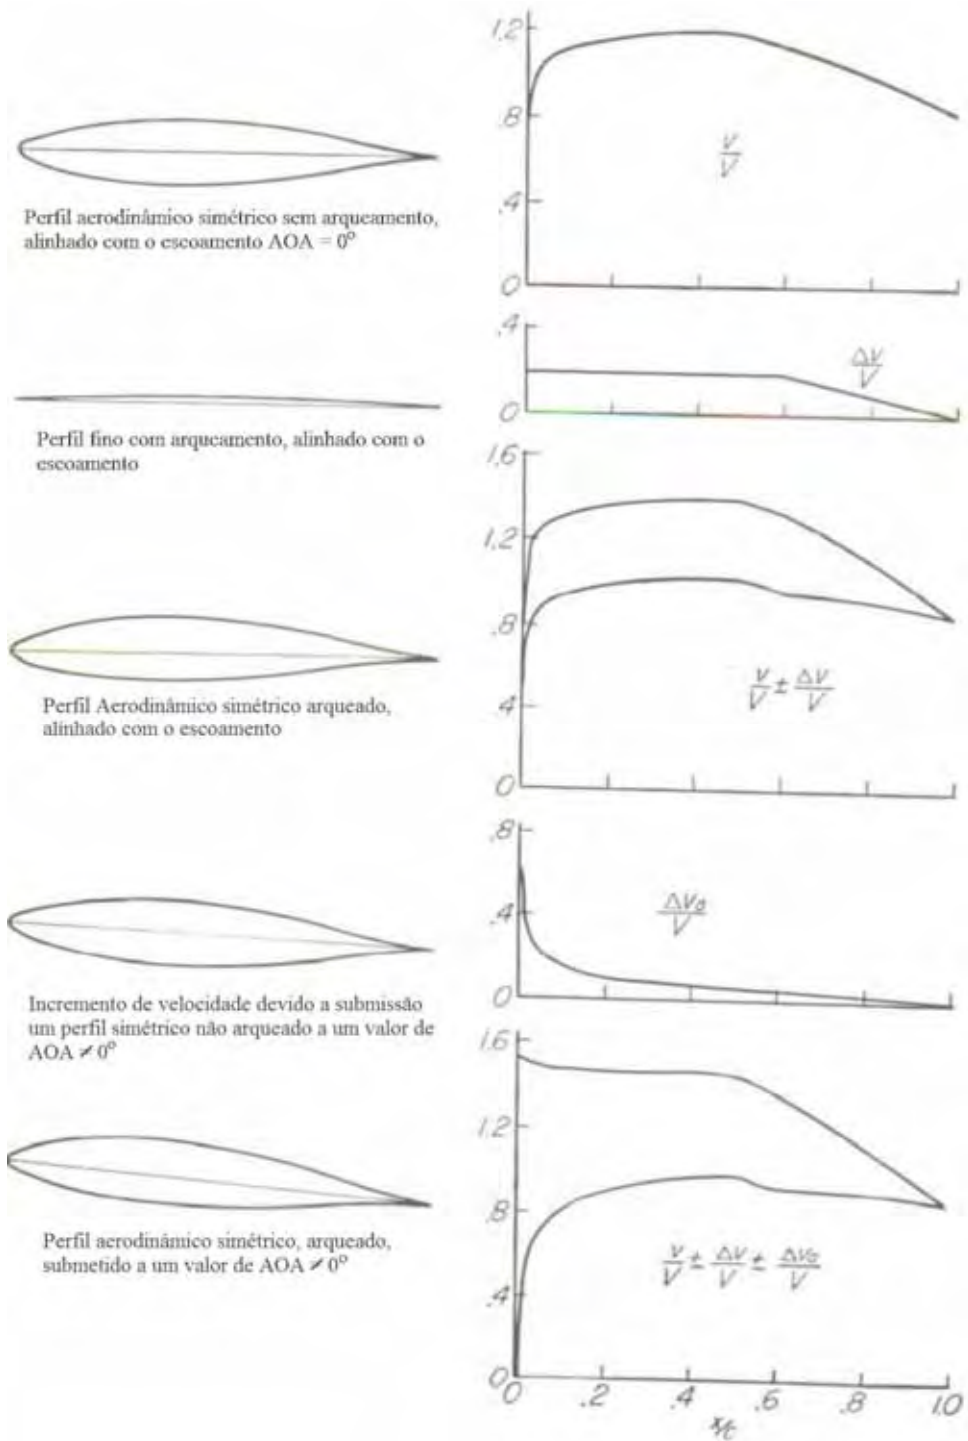 1.2
.8
.4
0
v
V
Perfil aerodinâmico simétrico sem arqueamento,
alinhado com o escoamento AOA = 0º
.4
0
ΔV
V
Perfil fino com arqueamento, alinhado com o
escoamento
1.6
1.2
.8
.4
0
v/V ± ΔV/V
Perfil Aerodinâmico simétrico arqueado,
alinhado com o escoamento
.8
.4
0
ΔVa
V
Incremento de velocidade devido a submissão
um perfil simétrico não arqueado a um valor de
AOA ≠ 0º
1.6
1.2
.8
.4
0
v/V ± ΔV/V ± ΔVa/V
Perfil aerodinâmico simétrico, arqueado,
submetido a um valor de AOA ≠ 0º
0 .2 .4 .6 .8 1.0
x/c